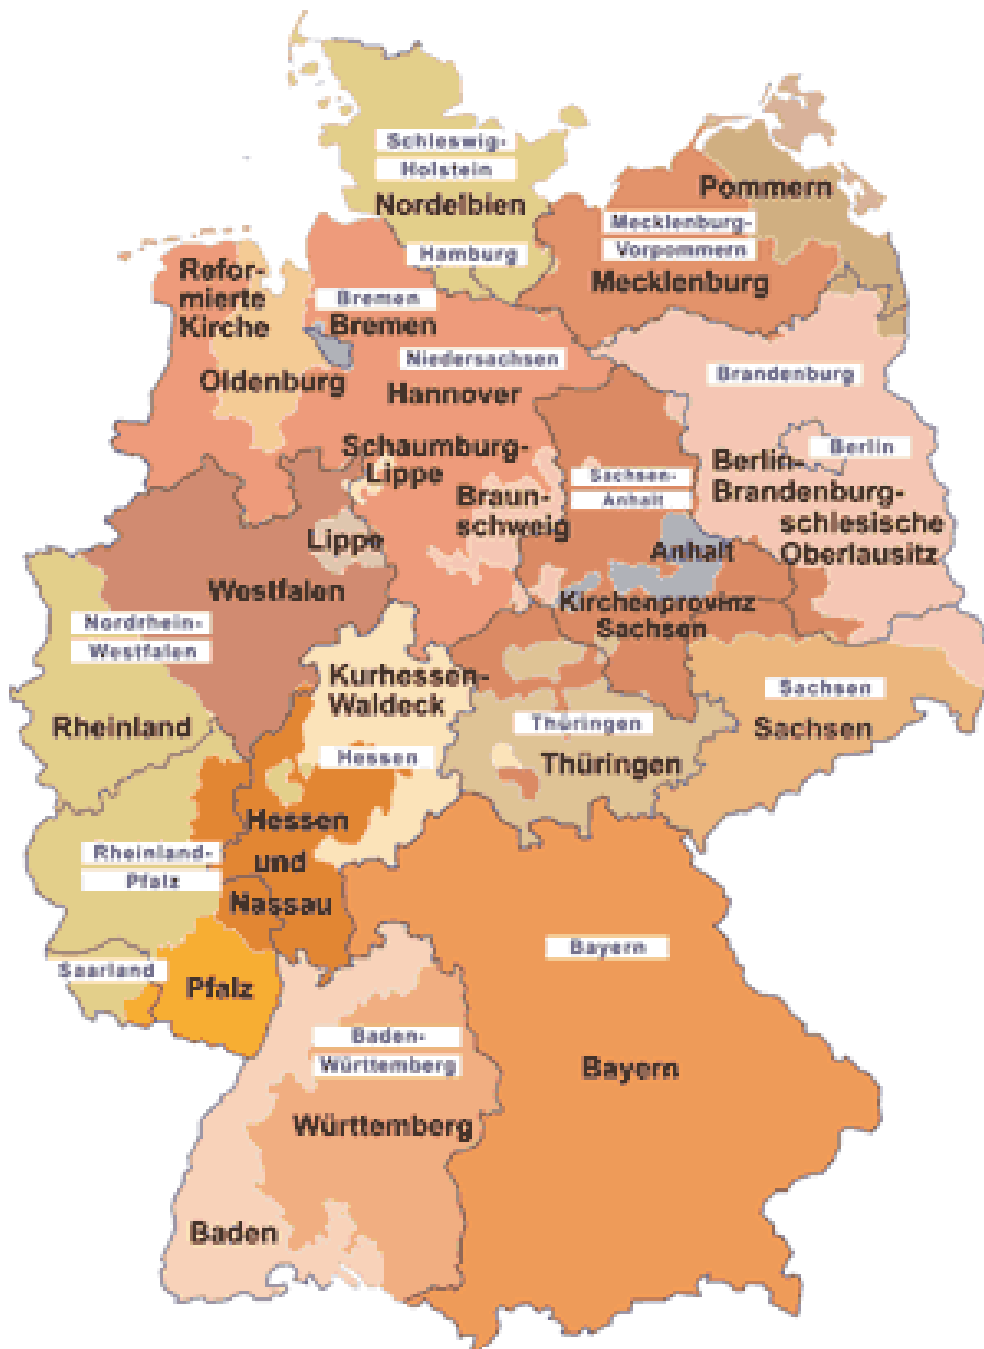 Schleswig-
Holstein
Nordelbien
Hamburg
Pommern
Mecklenburg-
Vorpommern
Mecklenburg
Refor-
mierte
Kirche
Bremen
Bremen
Oldenburg
Niedersachsen
Hannover
Brandenburg
Berlin
Schaumburg-
Lippe
Braun-
schweig
Sachsen-
Anhalt
Berlin-
Brandenburg-
schlesische
Oberlausitz
Lippe
Anhalt
Westfalen
Kirchenprovinz
Sachsen
Nordrhein-
Westfalen
Kurhessen-
Waldeck
Sachsen
Sachsen
Rheinland
Thüringen
Thüringen
Hessen
Hessen
und
Nassau
Rheinland-
Pfalz
Saarland
Pfalz
Bayern
Bayern
Baden-
Württemberg
Württemberg
Baden